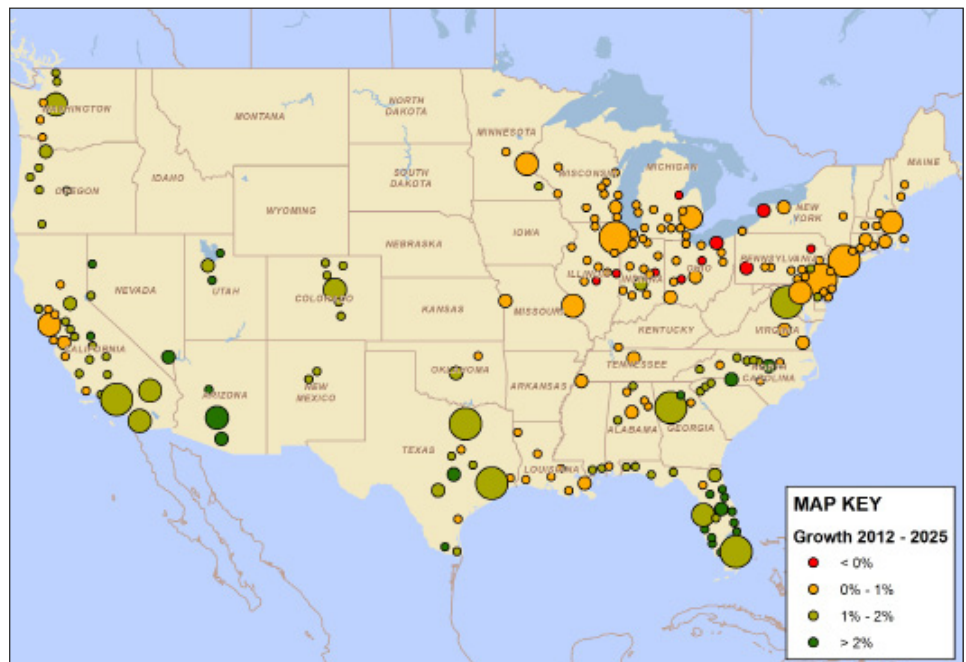 WASHINGTON
MONTANA
NORTH
DAKOTA
MINNESOTA
MAINE
WISCONSIN
MICHIGAN
OREGON
IDAHO
SOUTH
DAKOTA
NEW
YORK
WYOMING
IOWA
NEBRASKA
PENNSYLVANIA
NEVADA
UTAH
COLORADO
ILLINOIS
INDIANA
OHIO
KANSAS
MISSOURI
VIRGINIA
KENTUCKY
CALIFORNIA
TENNESSEE
NORTH
CAROLINA
OKLAHOMA
ARIZONA
NEW
MEXICO
ARKANSAS
ALABAMA
GEORGIA
TEXAS
LOUISIANA
MAP KEY
Growth 2012 - 2025
< 0%
0% - 1%
1% - 2%
> 2%